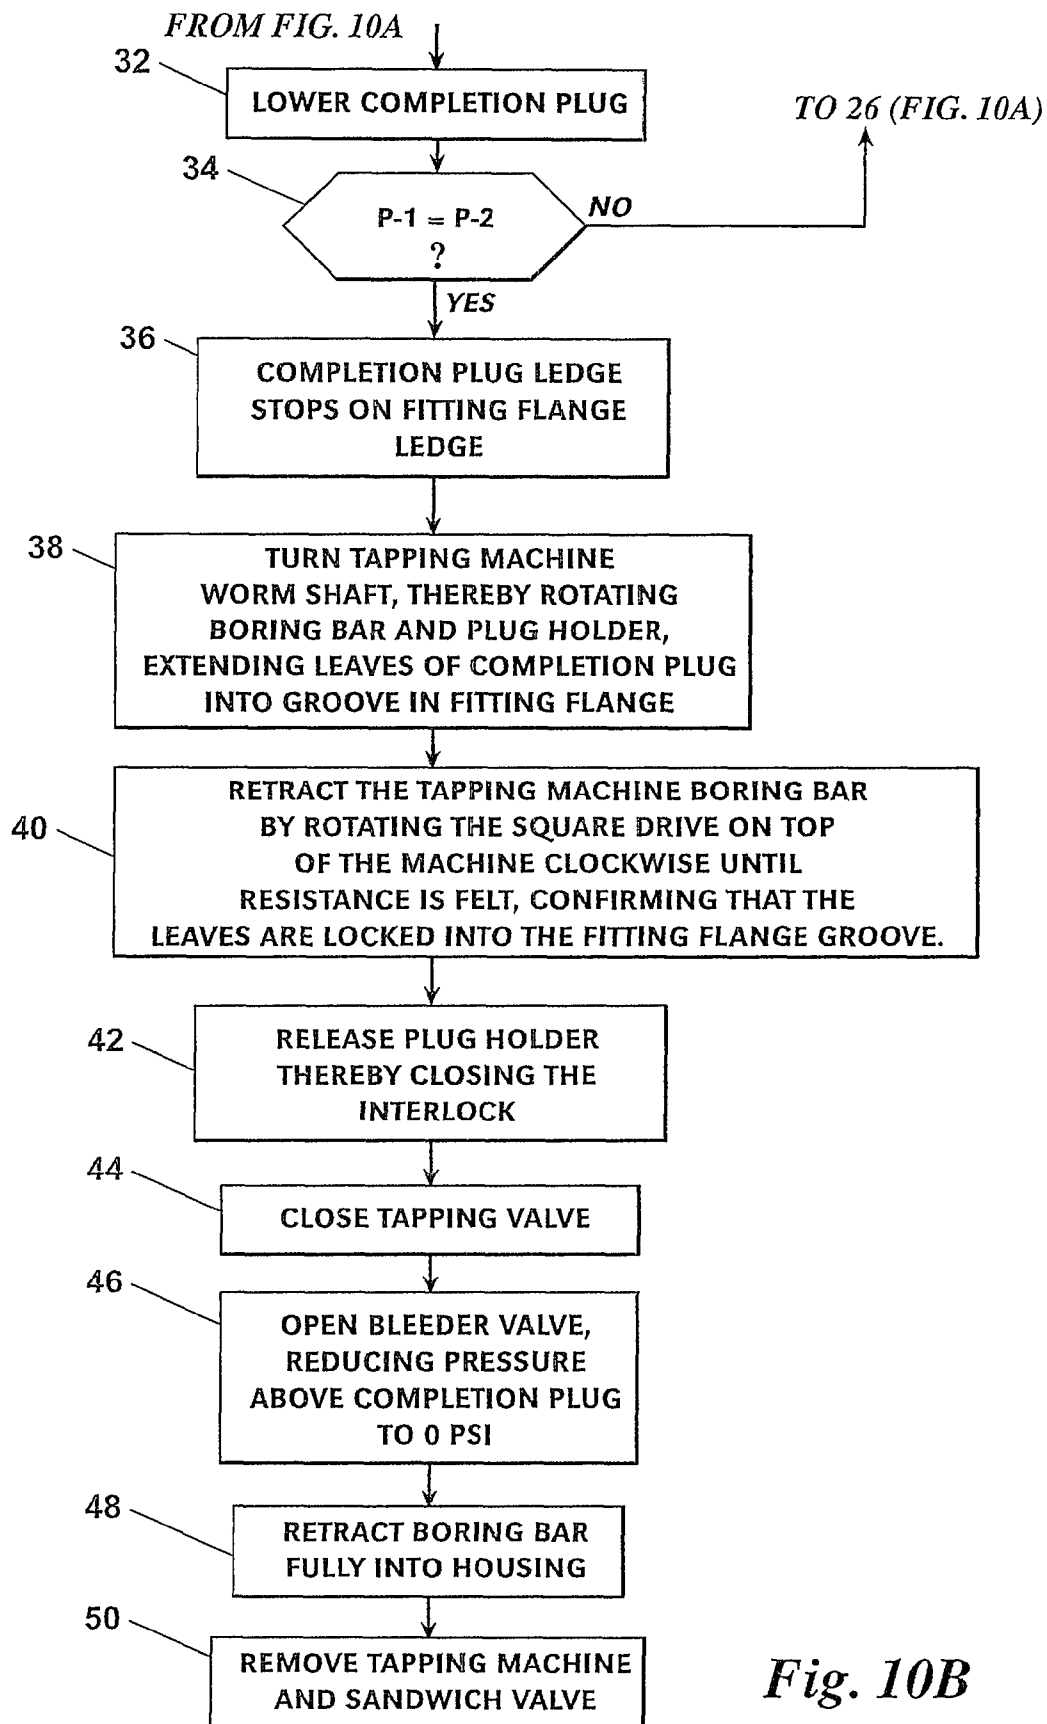 FROM FIG. 10A
32
LOWER COMPLETION PLUG
TO 26 (FIG. 10A)
34
P-1 = P-2
?
NO
YES
36
COMPLETION PLUG LEDGE
STOPS ON FITTING FLANGE
LEDGE
38
TURN TAPPING MACHINE
WORM SHAFT, THEREBY ROTATING
BORING BAR AND PLUG HOLDER,
EXTENDING LEAVES OF COMPLETION PLUG
INTO GROOVE IN FITTING FLANGE
40
RETRACT THE TAPPING MACHINE BORING BAR
BY ROTATING THE SQUARE DRIVE ON TOP
OF THE MACHINE CLOCKWISE UNTIL
RESISTANCE IS FELT, CONFIRMING THAT THE
LEAVES ARE LOCKED INTO THE FITTING FLANGE GROOVE.
42
RELEASE PLUG HOLDER
THEREBY CLOSING THE
INTERLOCK
44
CLOSE TAPPING VALVE
46
OPEN BLEEDER VALVE,
REDUCING PRESSURE
ABOVE COMPLETION PLUG
TO 0 PSI
48
RETRACT BORING BAR
FULLY INTO HOUSING
50
REMOVE TAPPING MACHINE
AND SANDWICH VALVE
Fig. 10B